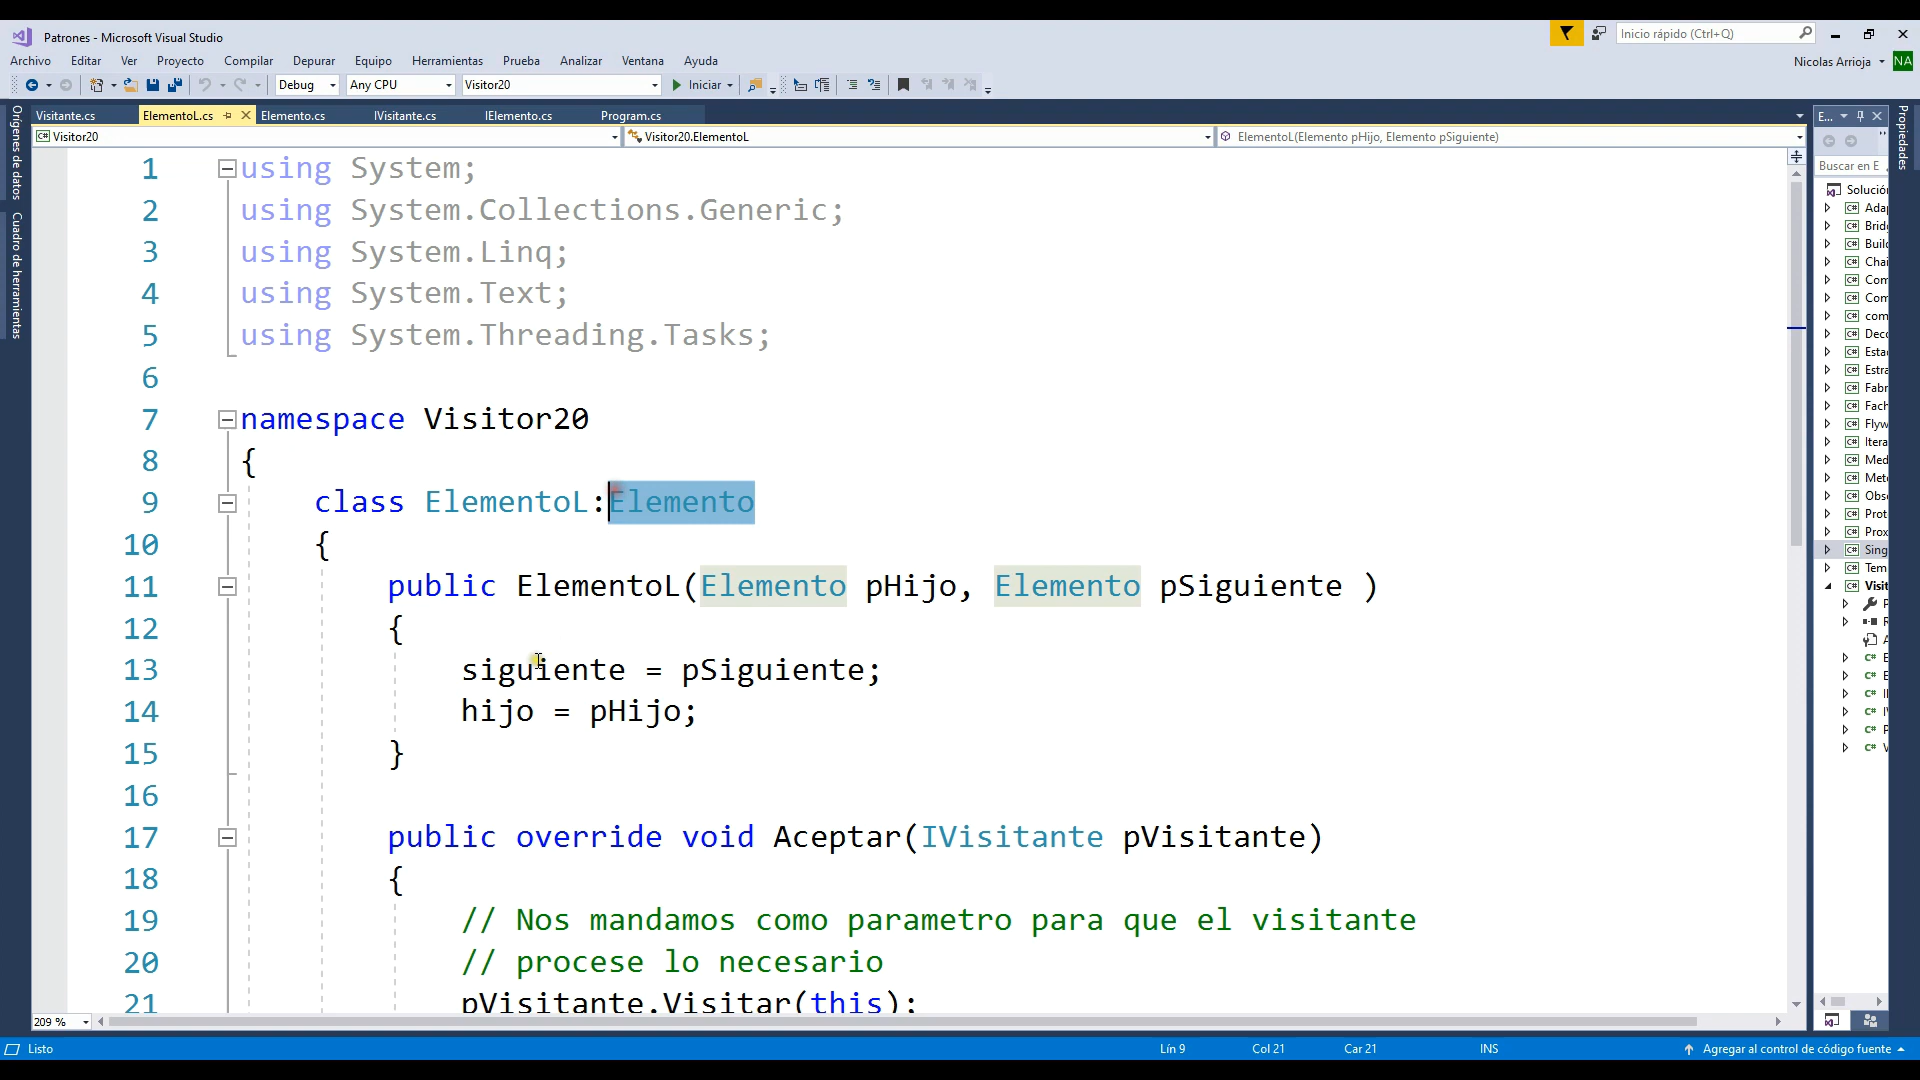 Patrones - Microsoft Visual Studio
Inicio rápido (Ctrl+Q)
Archivo Editar Ver Proyecto Compilar Depurar Equipo Herramientas Prueba Analizar Ventana Ayuda
Nicolas Arrioja NA
Debug Any CPU Visitor20 Iniciar
Visitante.cs ElementoL.cs Elemento.cs IVisitante.cs IElemento.cs Program.cs
Visitor20 Visitor20.ElementoL ElementoL(Elemento pHijo, Elemento pSiguiente)
Orígenes de datos
Cuadro de herramientas
1 using System;
2 using System.Collections.Generic;
3 using System.Linq;
4 using System.Text;
5 using System.Threading.Tasks;
6
7 namespace Visitor20
8 {
9 class ElementoL:Elemento
10 {
11 public ElementoL(Elemento pHijo, Elemento pSiguiente )
12 {
13 siguiente = pSiguiente;
14 hijo = pHijo;
15 }
16
17 public override void Aceptar(IVisitante pVisitante)
18 {
19 // Nos mandamos como parametro para que el visitante
20 // procese lo necesario
21 pVisitante.Visitar(this);
209 %
E...
Buscar en E
Solución
Adap
Bridg
Build
Chai
Com
Com
com
Deco
Esta
Estra
Fabr
Fach
Flyw
Itera
Med
Met
Obse
Prot
Prox
Sing
Tem
Visit
Propiedades
Listo Lín 9 Col 21 Car 21 INS Agregar al control de código fuente